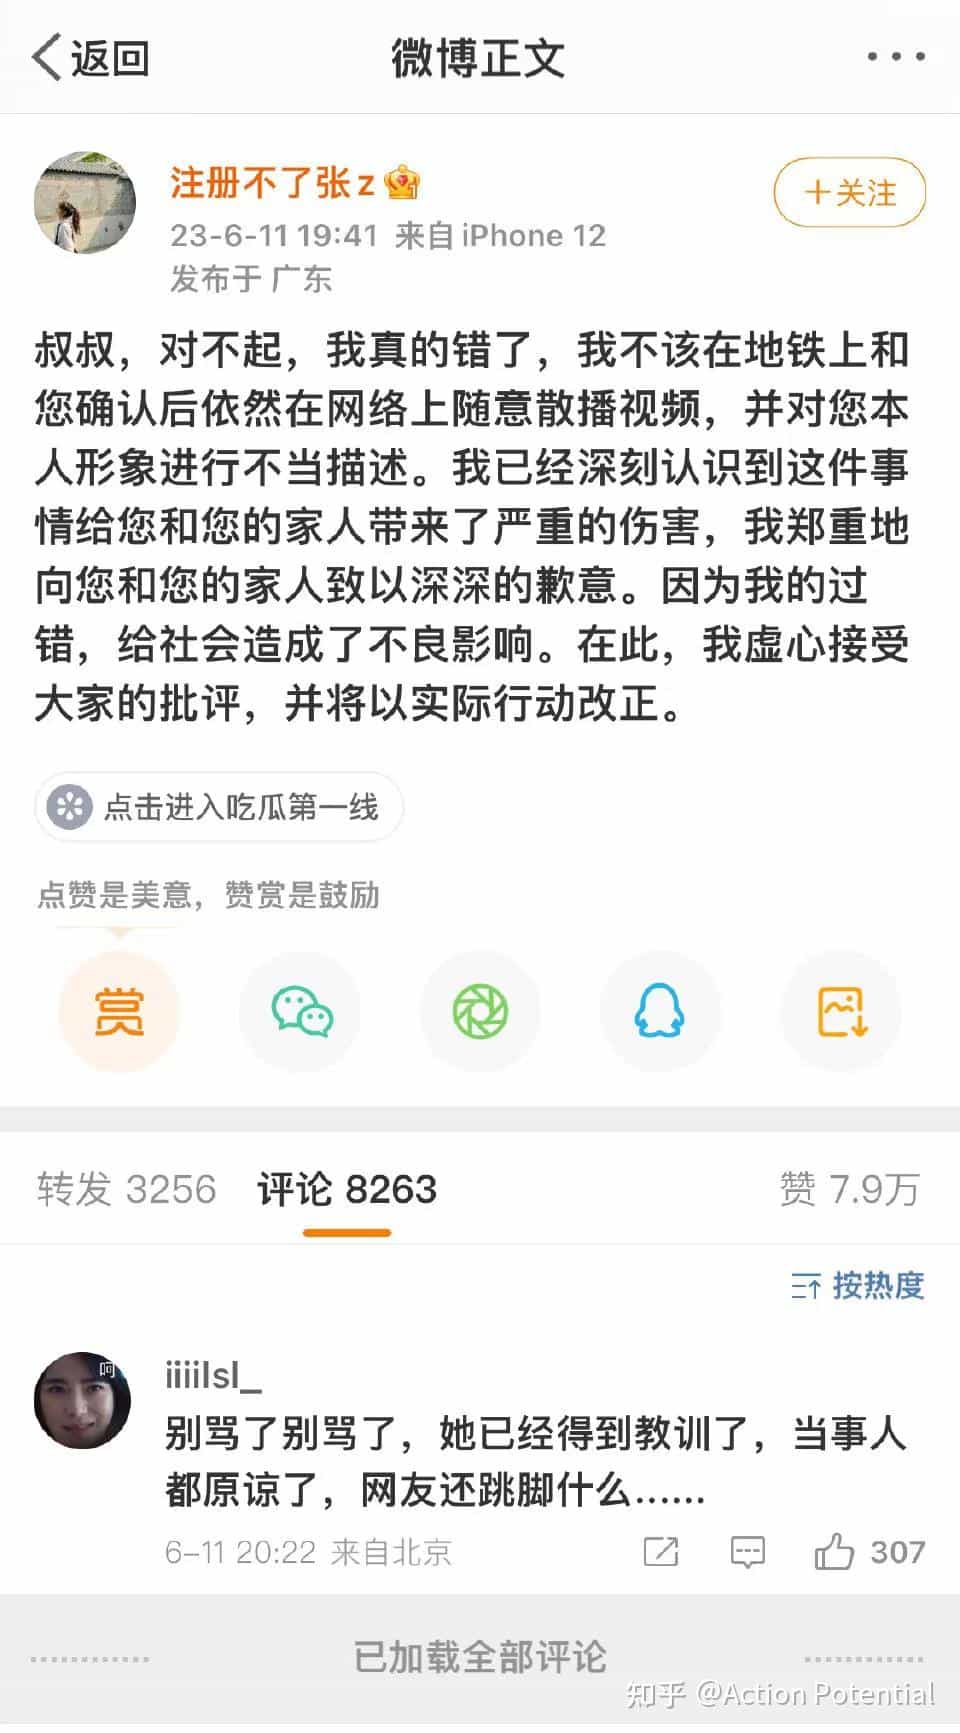 返回
微博正文
注册不了张z
+关注
23-6-11 19:41 来自 iPhone 12
发布于 广东
叔叔，对不起，我真的错了，我不该在地铁上和
您确认后依然在网络上随意散播视频，并对您本
人形象进行不当描述。我已经深刻认识到这件事
情给您和您的家人带来了严重的伤害，我郑重地
向您和您的家人致以深深的歉意。因为我的过
错，给社会造成了不良影响。在此，我虚心接受
大家的批评，并将以实际行动改正。
点击进入吃瓜第一线
点赞是美意，赞赏是鼓励
赏
转发 3256 评论 8263 赞 7.9万
按热度
呵
iiiilsl_
别骂了别骂了，她已经得到教训了，当事人
都原谅了，网友还跳脚什么......
6-11 20:22 来自北京
307
已加载全部评论
知乎 @Action Potential